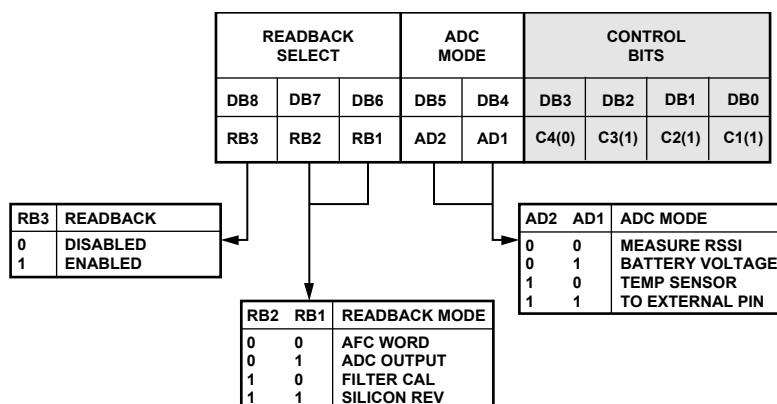 READBACK SELECT ADC MODE CONTROL BITS
DB8 DB7 DB6 DB5 DB4 DB3 DB2 DB1 DB0
RB3 RB2 RB1 AD2 AD1 C4(0) C3(1) C2(1) C1(1)
RB3 READBACK
0 DISABLED
1 ENABLED
AD2 AD1 ADC MODE
0 0 MEASURE RSSI
0 1 BATTERY VOLTAGE
1 0 TEMP SENSOR
1 1 TO EXTERNAL PIN
RB2 RB1 READBACK MODE
0 0 AFC WORD
0 1 ADC OUTPUT
1 0 FILTER CAL
1 1 SILICON REV